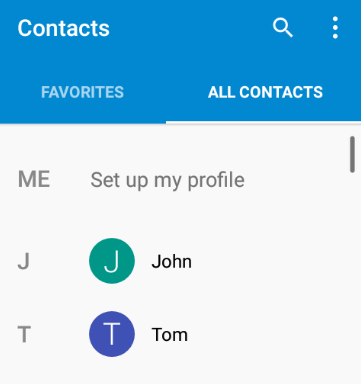 Contacts
FAVORITES ALL CONTACTS
ME Set up my profile
J J John
T T Tom